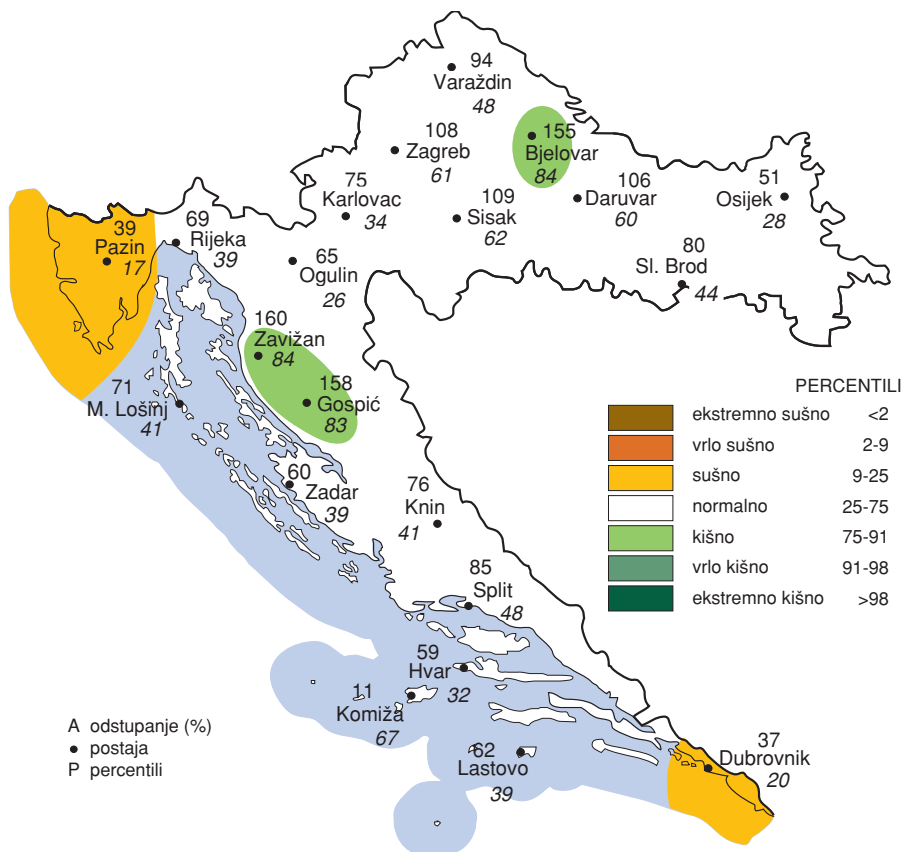 94
Varaždin
48
108
Zagreb
61
155
Bjelovar
84
75
Karlovac
34
109
Sisak
62
106
Daruvar
60
51
Osijek
28
39
Pazin
17
69
Rijeka
39
65
Ogulin
26
80
Sl. Brod
44
160
Zavižan
84
158
Gospić
83
71
M. Lošinj
41
60
Zadar
39
76
Knin
41
85
Split
48
59
Hvar
32
11
Komiža
67
62
Lastovo
39
37
Dubrovnik
20
PERCENTILI
ekstremno sušno <2
vrlo sušno 2-9
sušno 9-25
normalno 25-75
kišno 75-91
vrlo kišno 91-98
ekstremno kišno >98
A odstupanje (%)
• postaja
P percentili